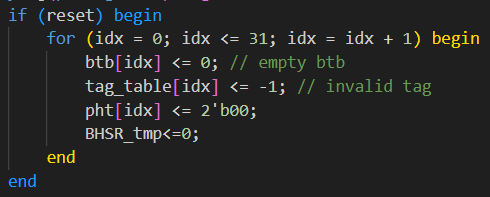 if (reset) begin
for (idx = 0; idx <= 31; idx = idx + 1) begin
btb[idx] <= 0; // empty btb
tag_table[idx] <= -1; // invalid tag
pht[idx] <= 2'b00;
BHSR_tmp<=0;
end
end